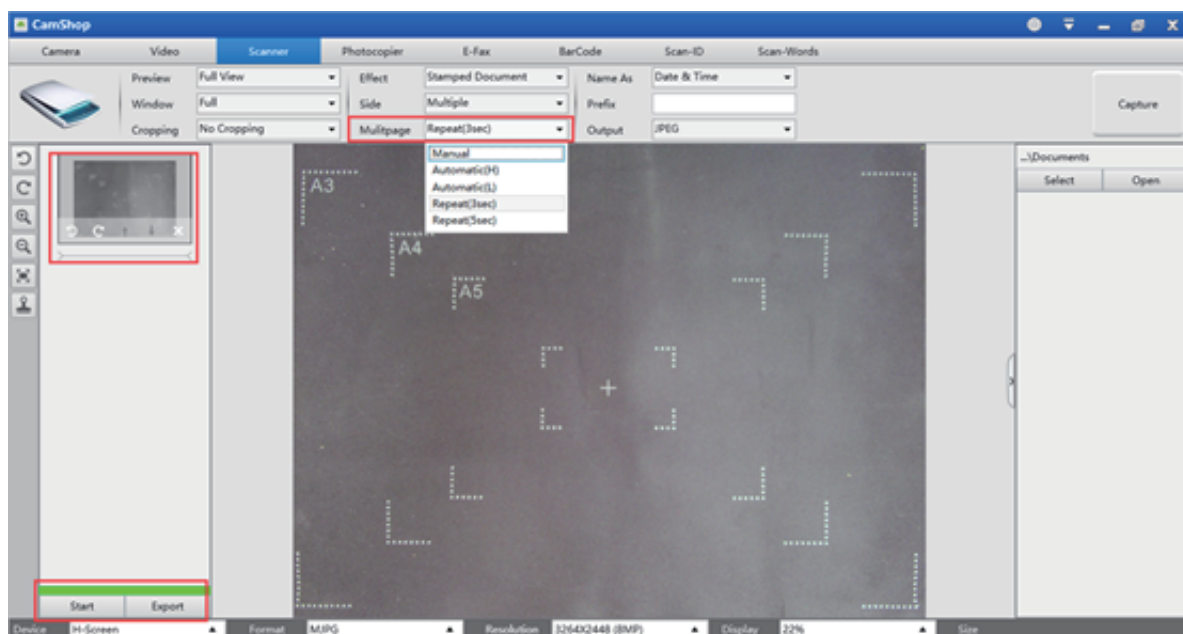 CamShop
Camera Video Scanner Photocopier E-Fax BarCode Scan-ID Scan-Words
Preview Full View Effect Stamped Document Name As Date & Time
Window Full Side Multiple Prefix
Cropping No Cropping Mulitpage Repeat(3sec) Output JPEG
Capture
Manual
Automatic(H)
Automatic(L)
Repeat(3sec)
Repeat(5sec)
...\Documents
Select Open
A3
A4
A5
Start Export
Device H-Screen Format MJPG Resolution 3264X2448 (BMP) Display 22% Size